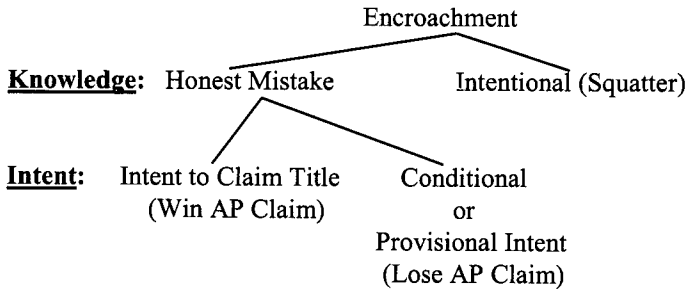 Encroachment
Knowledge: Honest Mistake Intentional (Squatter)
Intent: Intent to Claim Title Conditional
(Win AP Claim) or
Provisional Intent
(Lose AP Claim)